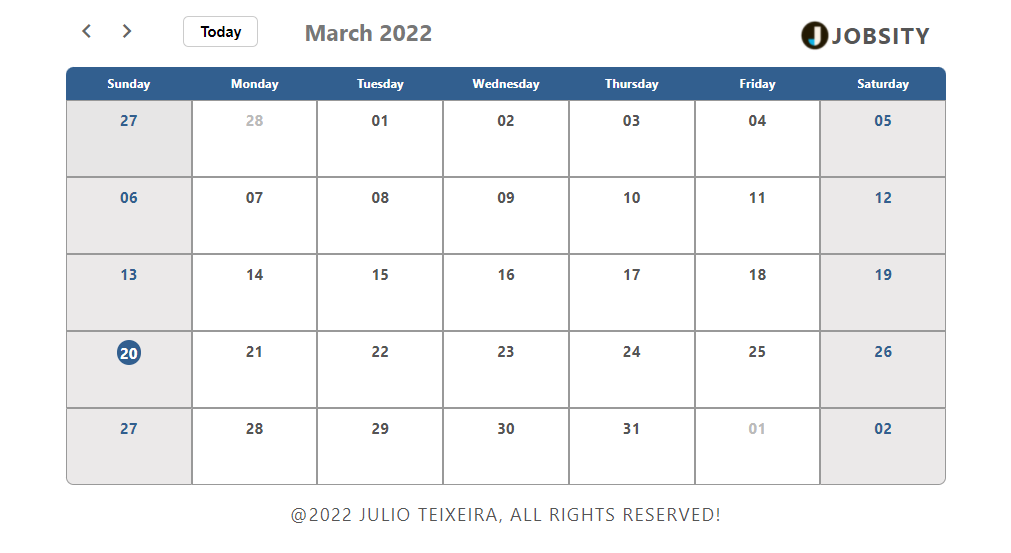 Today March 2022 JOBSITY
Sunday Monday Tuesday Wednesday Thursday Friday Saturday
27 28 01 02 03 04 05
06 07 08 09 10 11 12
13 14 15 16 17 18 19
20 21 22 23 24 25 26
27 28 29 30 31 01 02
@2022 JULIO TEIXEIRA, ALL RIGHTS RESERVED!